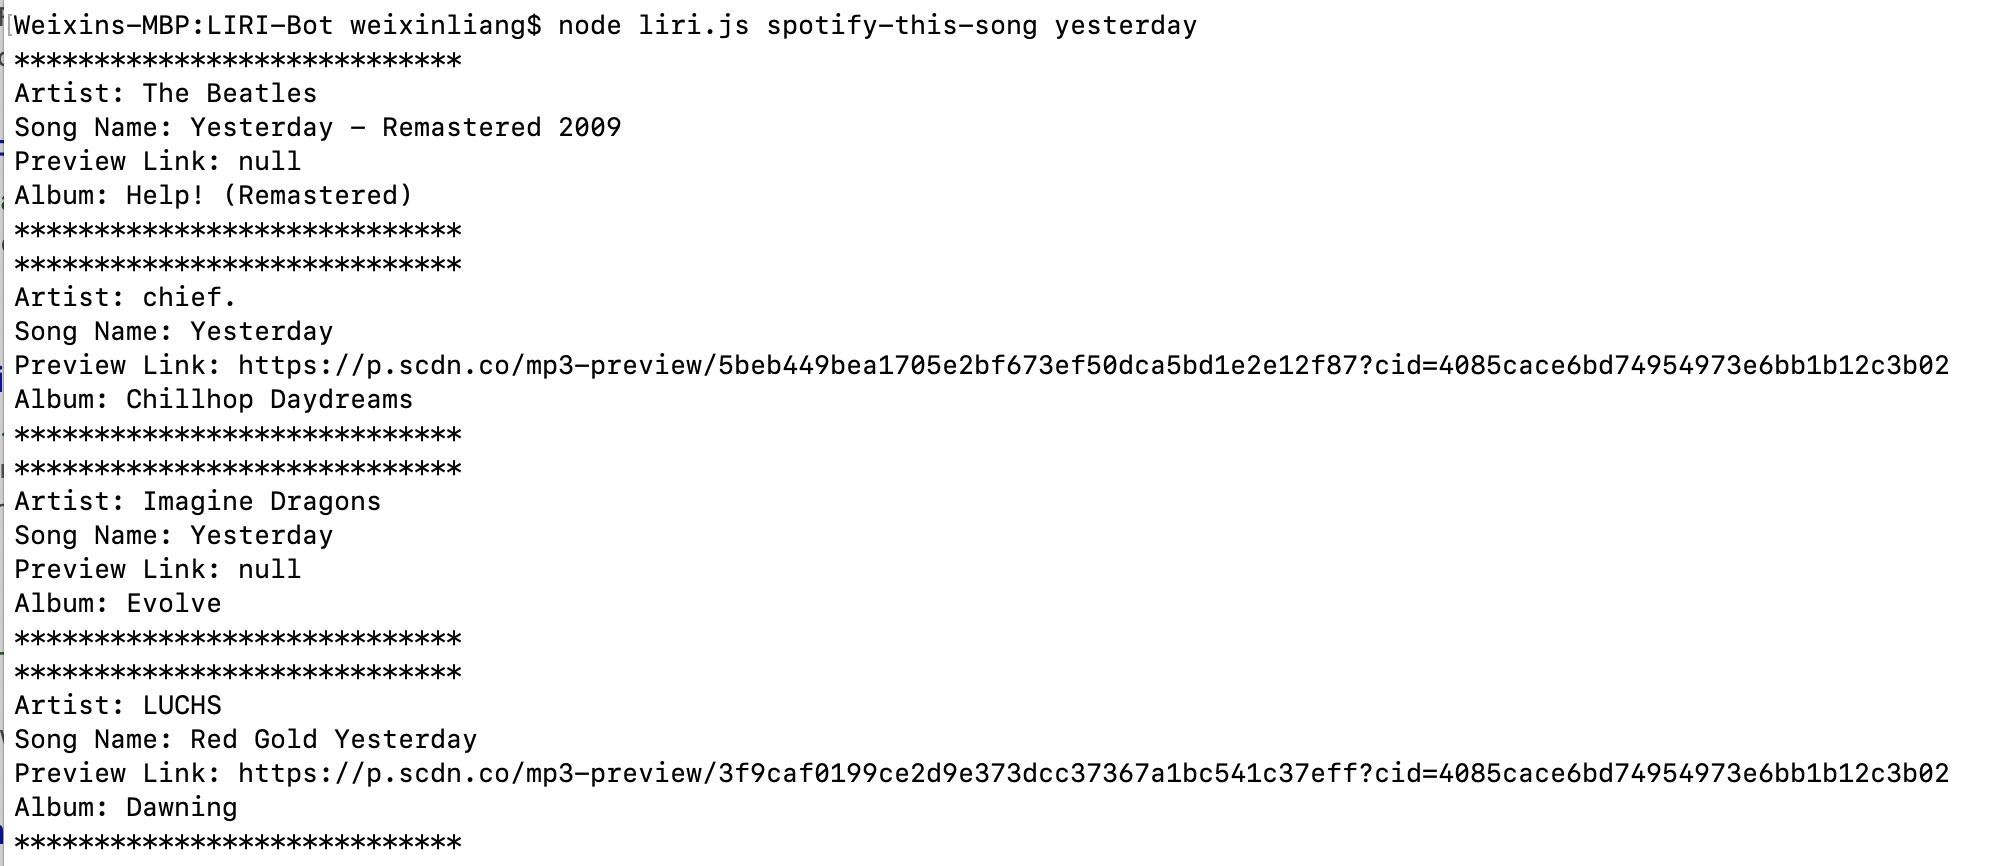 Weixins-MBP:LIRI-Bot weixinliang$ node liri.js spotify-this-song yesterday
****************************
Artist: The Beatles
Song Name: Yesterday - Remastered 2009
Preview Link: null
Album: Help! (Remastered)
****************************
****************************
Artist: chief.
Song Name: Yesterday
Preview Link: https://p.scdn.co/mp3-preview/5beb449bea1705e2bf673ef50dca5bd1e2e12f87?cid=4085cace6bd74954973e6bb1b12c3b02
Album: Chillhop Daydreams
****************************
****************************
Artist: Imagine Dragons
Song Name: Yesterday
Preview Link: null
Album: Evolve
****************************
****************************
Artist: LUCHS
Song Name: Red Gold Yesterday
Preview Link: https://p.scdn.co/mp3-preview/3f9caf0199ce2d9e373dcc37367a1bc541c37eff?cid=4085cace6bd74954973e6bb1b12c3b02
Album: Dawning
****************************